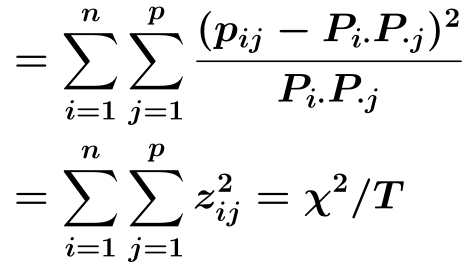 $= \sum_{i=1}^{n} \sum_{j=1}^{p} \frac{(p_{ij} - P_{i.}P_{.j})^2}{P_{i.}P_{.j}}$
$= \sum_{i=1}^{n} \sum_{j=1}^{p} z_{ij}^2 = \chi^2/T$